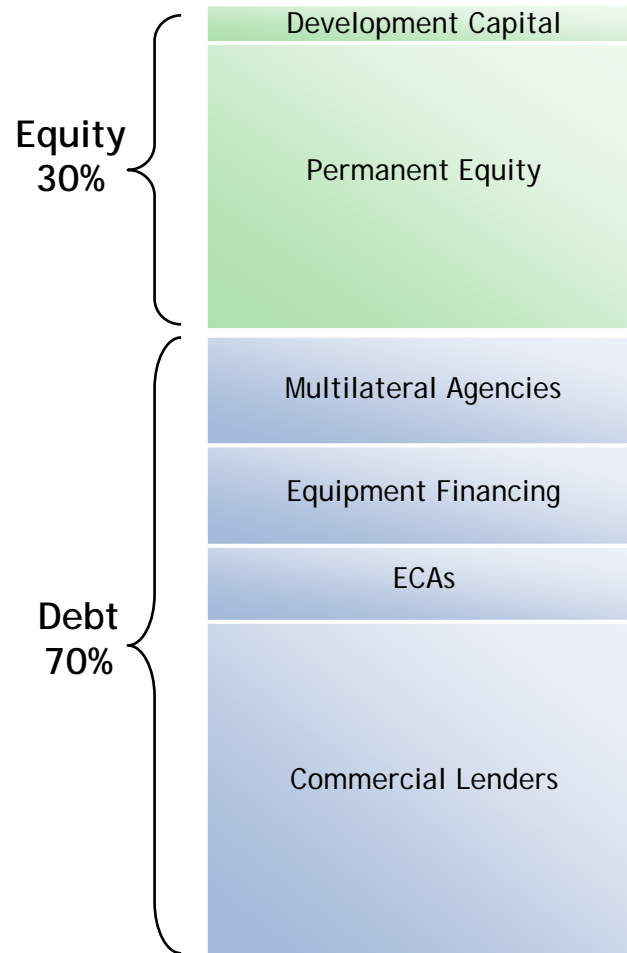 Development Capital
Equity
30%
Permanent Equity
Multilateral Agencies
Equipment Financing
ECAs
Debt
70%
Commercial Lenders